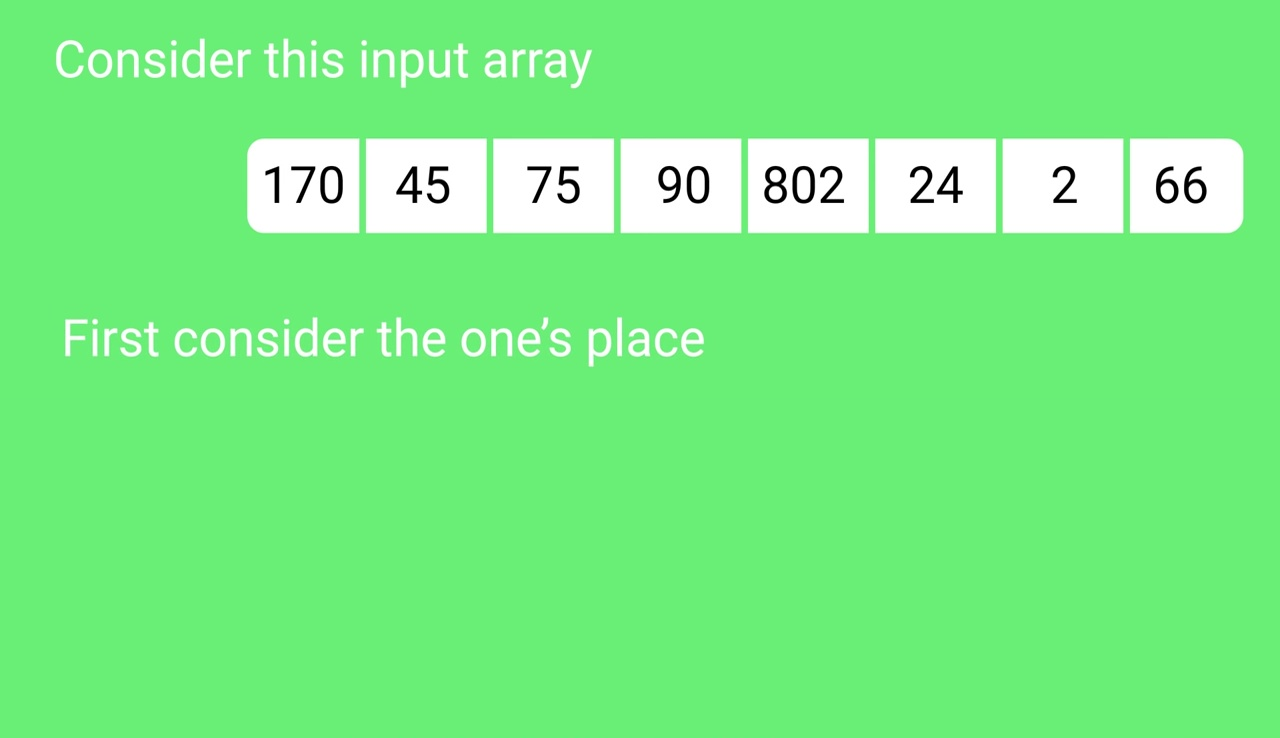 Consider this input array
170 45 75 90 802 24 2 66
First consider the one’s place